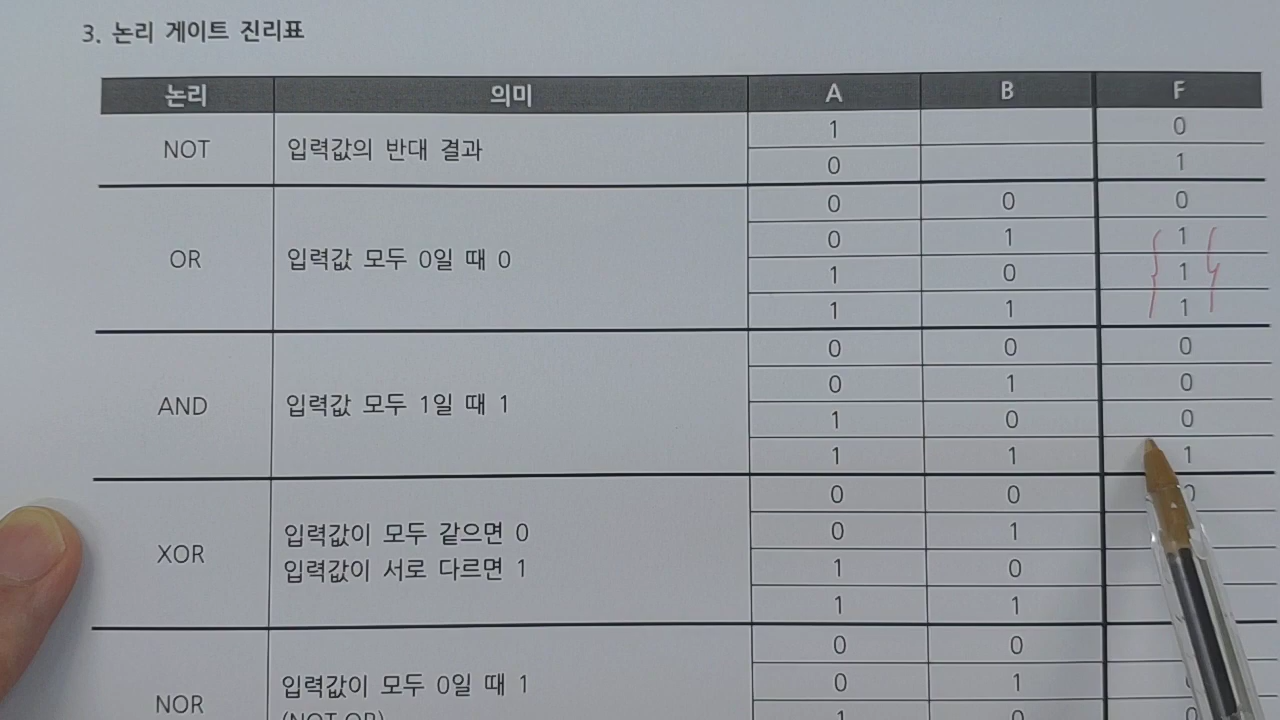 3. 논리 게이트 진리표
논리 의미 A B F
NOT 입력값의 반대 결과
1 0
0 1
OR 입력값 모두 0일 때 0
0 0 0
0 1 1
1 0 1
1 1 1
AND 입력값 모두 1일 때 1
0 0 0
0 1 0
1 0 0
1 1 1
XOR 입력값이 모두 같으면 0
입력값이 서로 다르면 1
0 0
0 1
1 0
1 1
NOR 입력값이 모두 0일 때 1
(NOT OR)
0 0
0 1
1 0 0